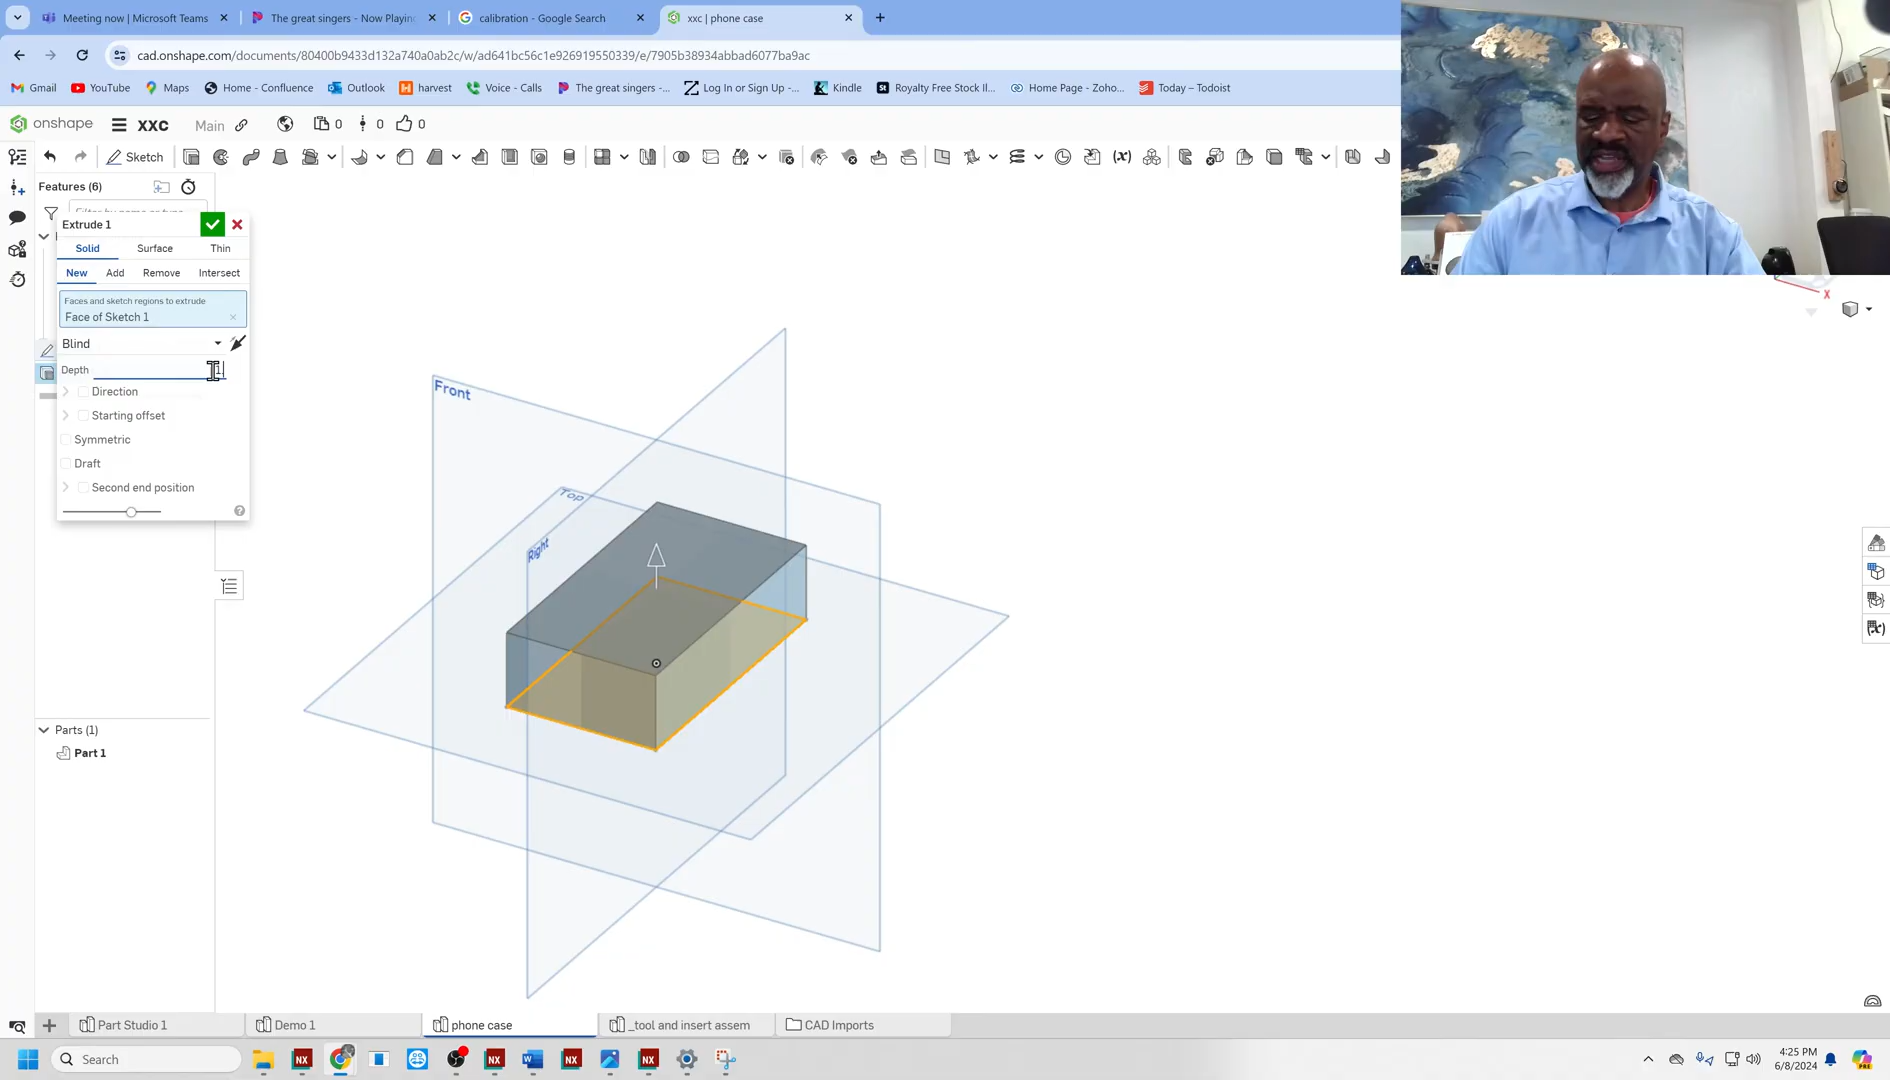 Meeting now | Microsoft Teams
The great singers - Now Playin
calibration - Google Search
xxc | phone case
cad.onshape.com/documents/80400b9433d132a740a0ab2c/w/ad641bc56c1e926919550339/e/7905b38934abbad6077ba9ac
Gmail YouTube Maps Home - Confluence Outlook harvest Voice - Calls The great singers -... Log In or Sign Up -... Kindle Royalty Free Stock Il... Home Page - Zoho... Today – Todoist
onshape XXC Main 0 0 0
Sketch
Features (6)
Extrude 1
Solid Surface Thin
New Add Remove Intersect
Faces and sketch regions to extrude
Face of Sketch 1
Blind
Depth 1
Direction
Starting offset
Symmetric
Draft
Second end position
Front
Top
Right
X
Parts (1)
Part 1
Part Studio 1
Demo 1
phone case
_tool and insert assem
CAD Imports
Search
4:25 PM
6/8/2024